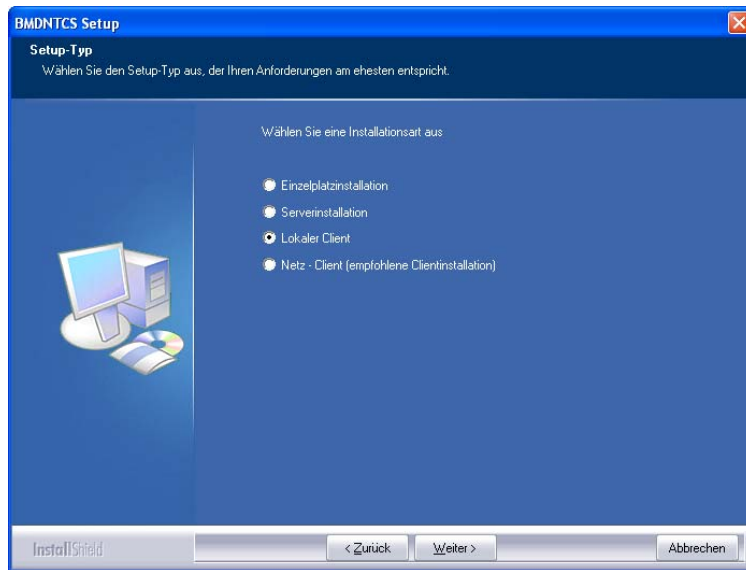 BMDNTCS Setup
Setup-Typ
Wählen Sie den Setup-Typ aus, der Ihren Anforderungen am ehesten entspricht.
Wählen Sie eine Installationsart aus
Einzelplatzinstallation
Serverinstallation
Lokaler Client
Netz - Client (empfohlene Clientinstallation)
InstallShield
< Zurück
Weiter >
Abbrechen